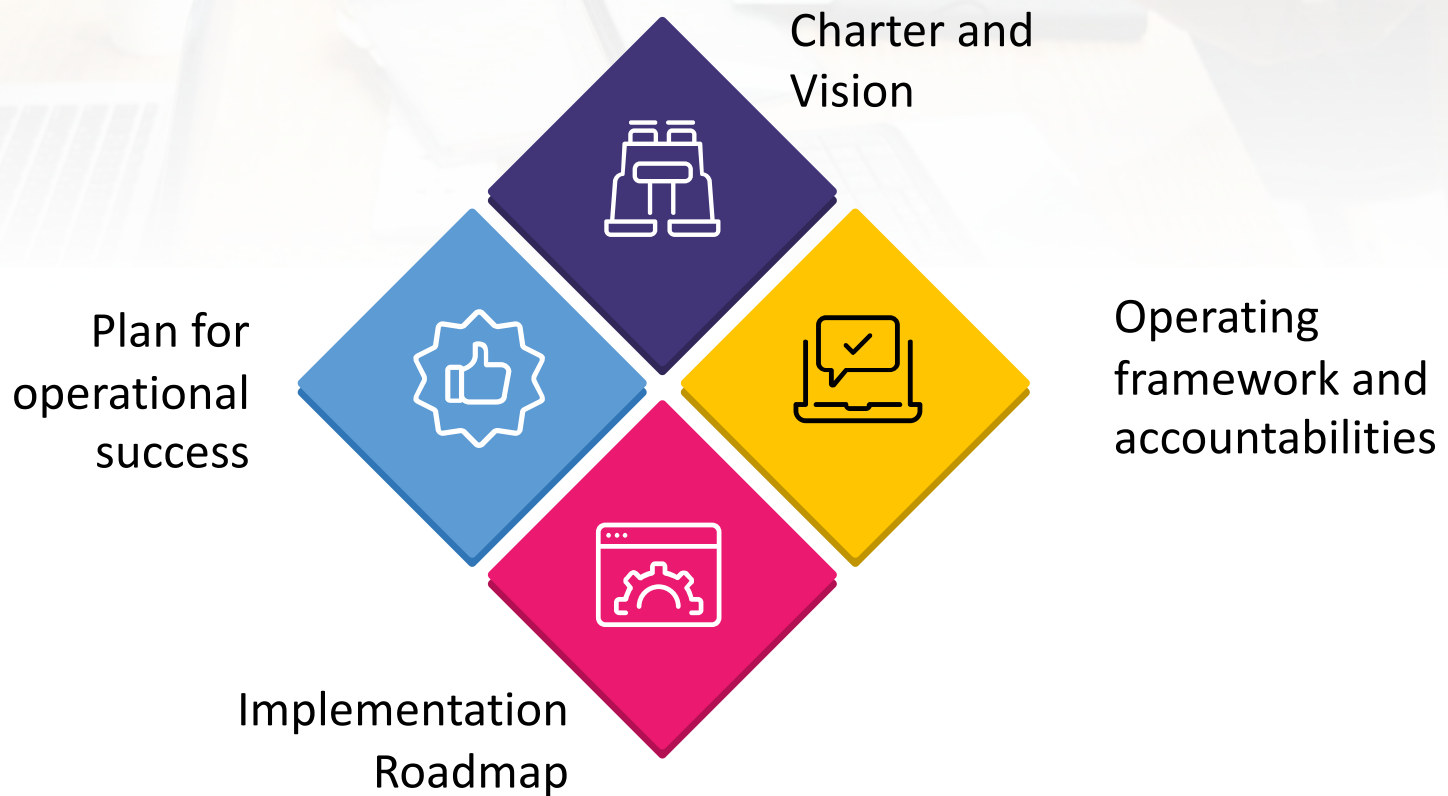 Charter and
Vision
Operating
framework and
accountabilities
Plan for
operational
success
Implementation
Roadmap